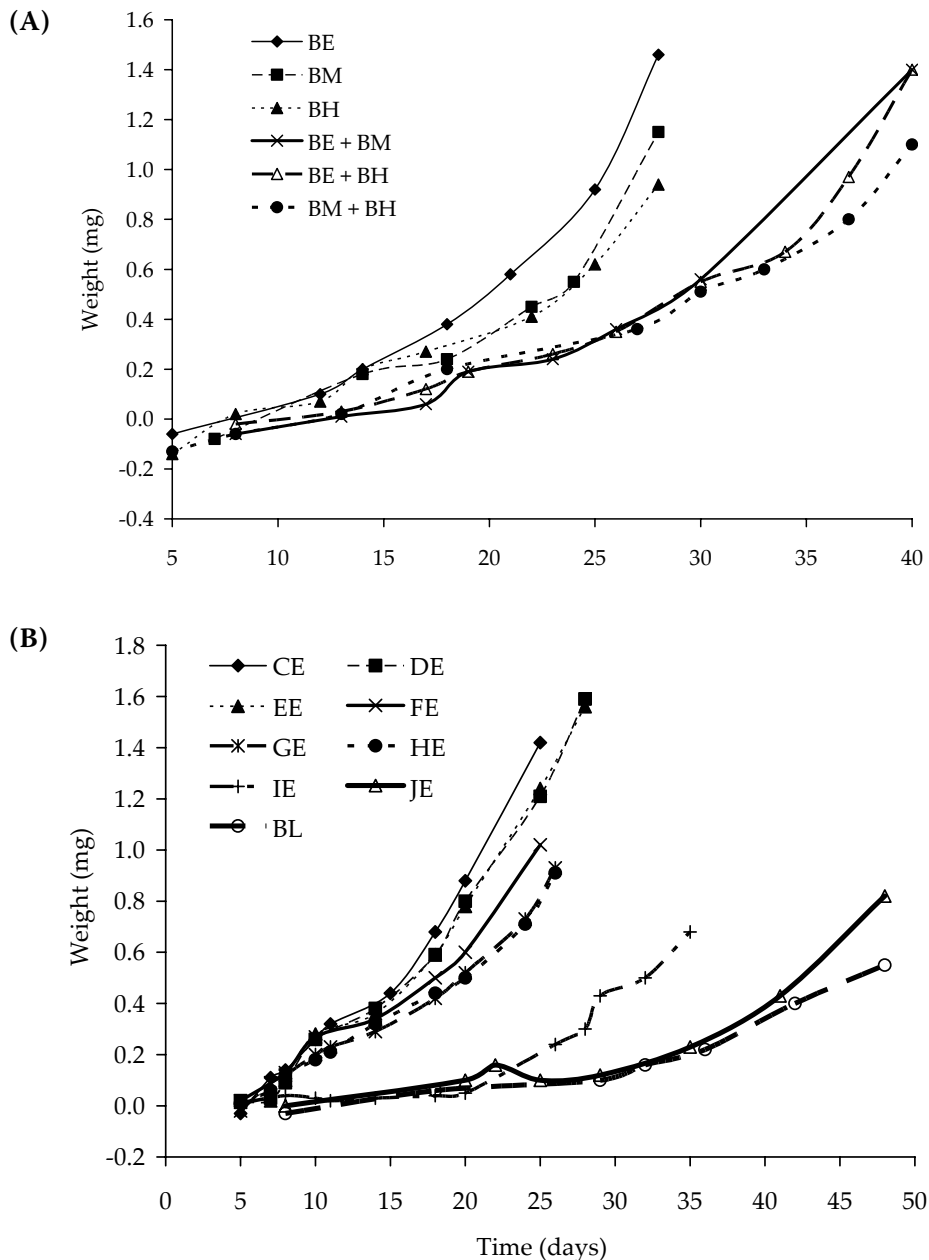 (A)
BE
BM
BH
BE + BM
BE + BH
BM + BH
Weight (mg)
1.6
1.4
1.2
1.0
0.8
0.6
0.4
0.2
0.0
-0.2
-0.4
5 10 15 20 25 30 35 40
(B)
CE DE
EE FE
GE HE
IE JE
BL
Weight (mg)
1.8
1.6
1.4
1.2
1.0
0.8
0.6
0.4
0.2
0.0
-0.2
0 5 10 15 20 25 30 35 40 45 50
Time (days)